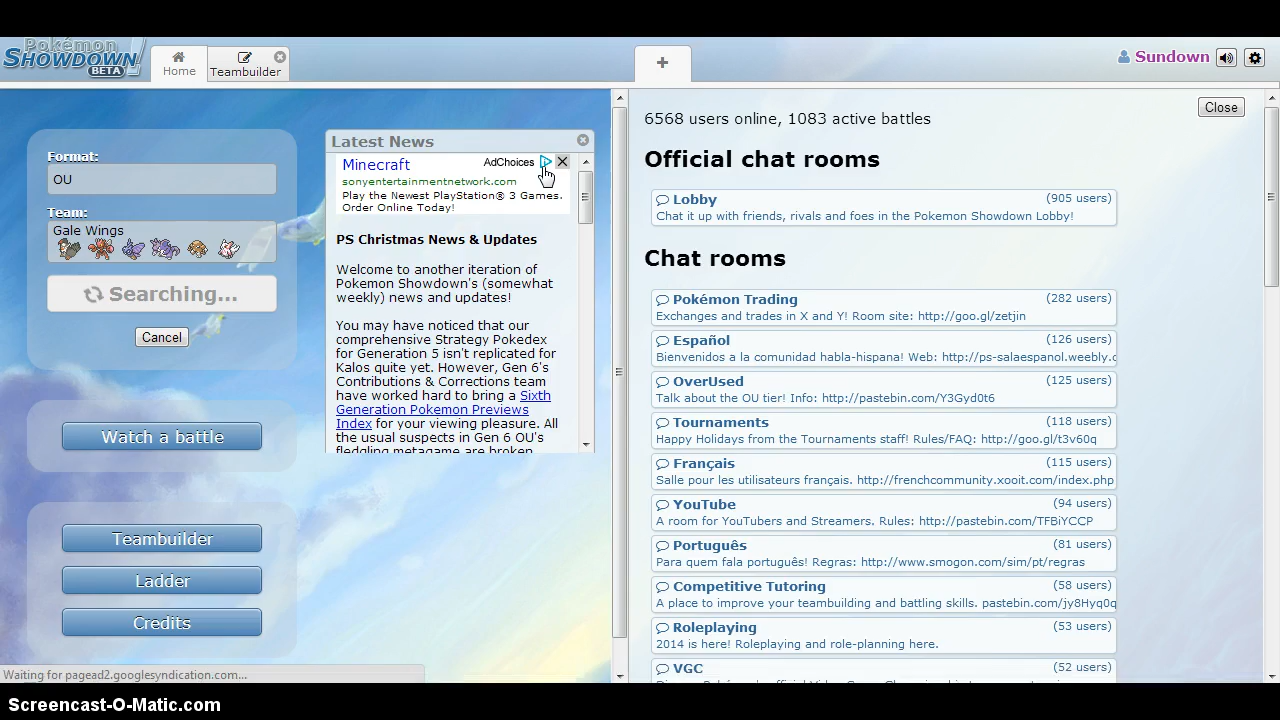 Pokémon
SHOWDOWN!
BETA
Home
Teambuilder
+
Sundown
Format:
OU
Team:
Gale Wings
Searching...
Cancel
Watch a battle
Teambuilder
Ladder
Credits
Latest News
Minecraft
AdChoices
sonyentertainmentnetwork.com
Play the Newest PlayStation® 3 Games.
Order Online Today!
PS Christmas News & Updates
Welcome to another iteration of
Pokemon Showdown's (somewhat
weekly) news and updates!
You may have noticed that our
comprehensive Strategy Pokedex
for Generation 5 isn't replicated for
Kalos quite yet. However, Gen 6's
Contributions & Corrections team
have worked hard to bring a Sixth
Generation Pokemon Previews
Index for your viewing pleasure. All
the usual suspects in Gen 6 OU's
fledgling metagame are broken
Close
6568 users online, 1083 active battles
Official chat rooms
Lobby (905 users)
Chat it up with friends, rivals and foes in the Pokemon Showdown Lobby!
Chat rooms
Pokémon Trading (282 users)
Exchanges and trades in X and Y! Room site: http://goo.gl/zetjin
Español (126 users)
Bienvenidos a la comunidad habla-hispana! Web: http://ps-salaespanol.weebly.c
OverUsed (125 users)
Talk about the OU tier! Info: http://pastebin.com/Y3Gyd0t6
Tournaments (118 users)
Happy Holidays from the Tournaments staff! Rules/FAQ: http://goo.gl/t3v60q
Français (115 users)
Salle pour les utilisateurs français. http://frenchcommunity.xooit.com/index.php
YouTube (94 users)
A room for YouTubers and Streamers. Rules: http://pastebin.com/TFBiYCCP
Português (81 users)
Para quem fala português! Regras: http://www.smogon.com/sim/pt/regras
Competitive Tutoring (58 users)
A place to improve your teambuilding and battling skills. pastebin.com/jy8Hyq0q
Roleplaying (53 users)
2014 is here! Roleplaying and role-planning here.
VGC (52 users)
Waiting for pagead2.googlesyndication.com...
Screencast-O-Matic.com